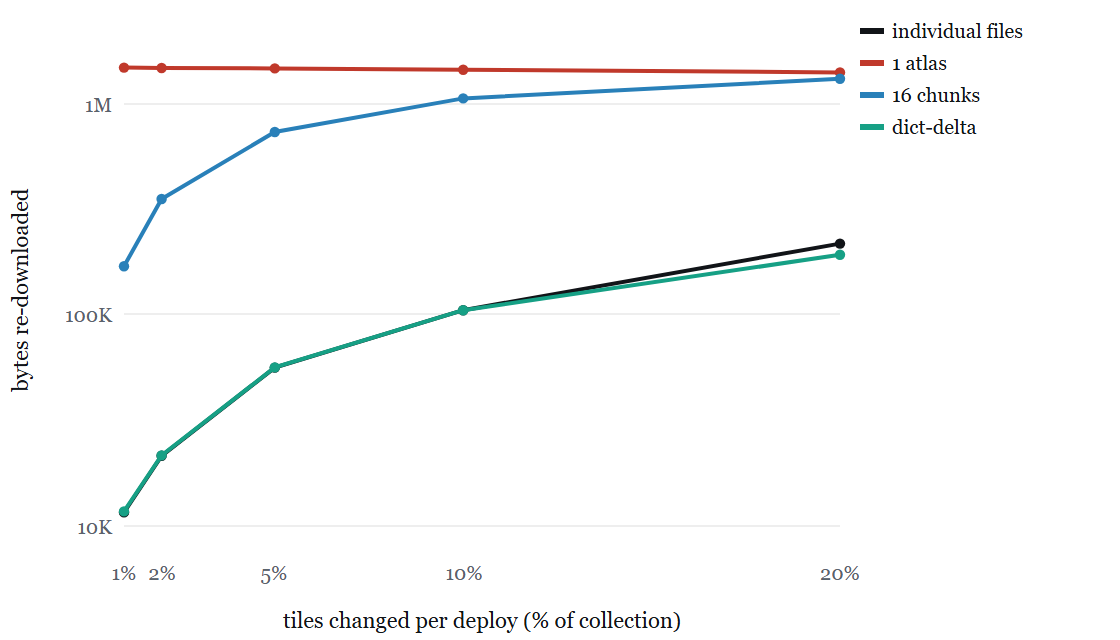 individual files
1 atlas
16 chunks
dict-delta
1M
100K
10K
bytes re-downloaded
1% 2% 5% 10% 20%
tiles changed per deploy (% of collection)